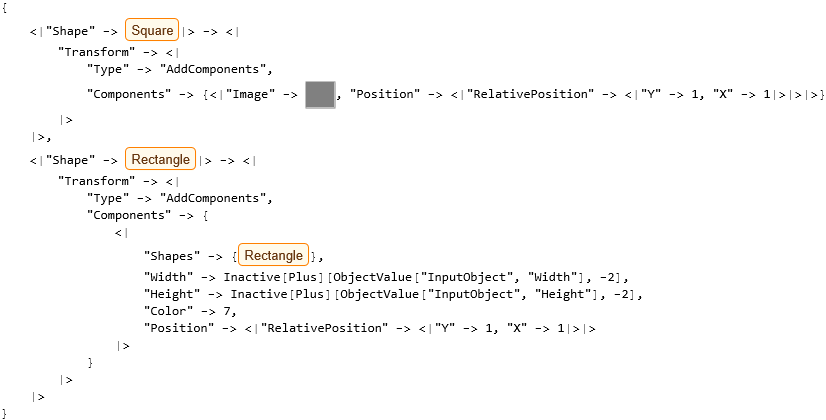 {
<|"Shape" -> Square|> -> <|
"Transform" -> <|
"Type" -> "AddComponents",
"Components" -> {<|"Image" -> , "Position" -> <|"RelativePosition" -> <|"Y" -> 1, "X" -> 1|>|>|>}
|>
|>,
<|"Shape" -> Rectangle|> -> <|
"Transform" -> <|
"Type" -> "AddComponents",
"Components" -> {
<|
"Shapes" -> {Rectangle},
"Width" -> Inactive[Plus][ObjectValue["InputObject", "Width"], -2],
"Height" -> Inactive[Plus][ObjectValue["InputObject", "Height"], -2],
"Color" -> 7,
"Position" -> <|"RelativePosition" -> <|"Y" -> 1, "X" -> 1|>|>
|>
}
|>
|>
}